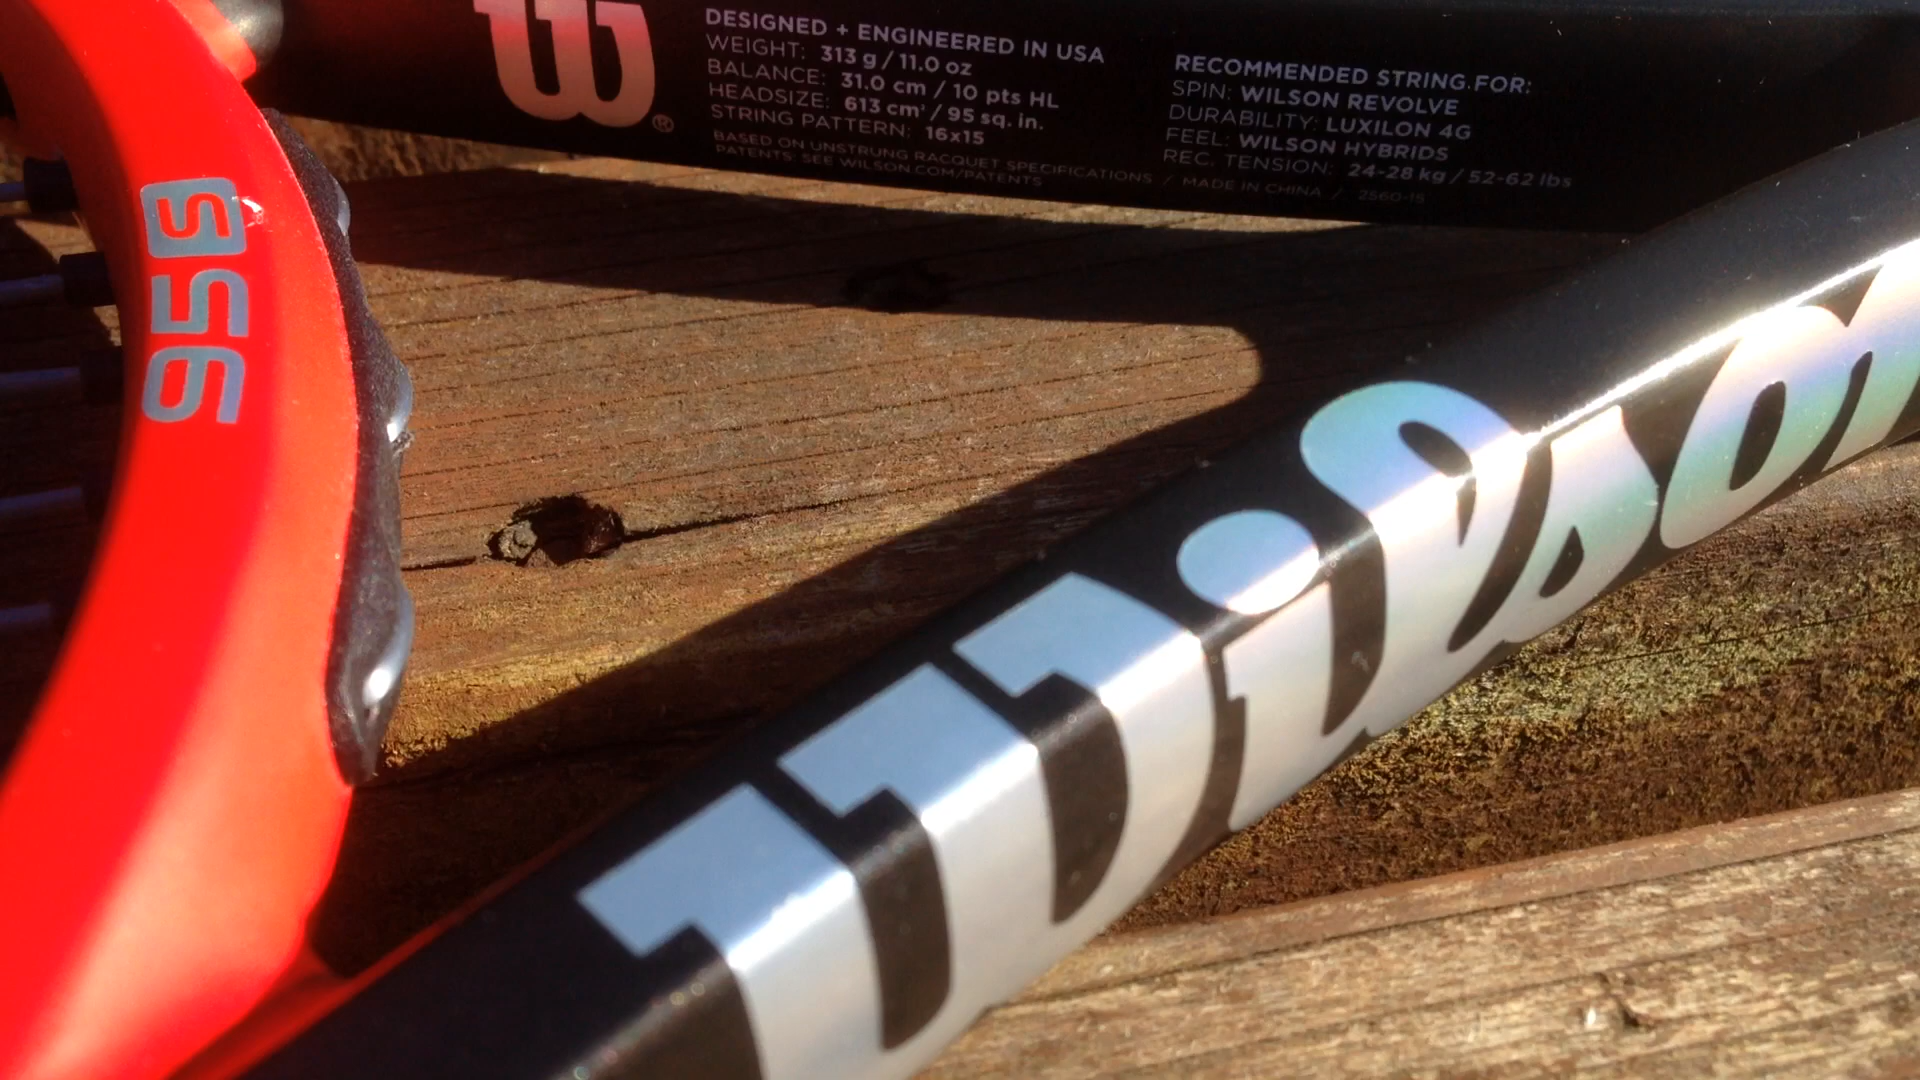 W®
DESIGNED + ENGINEERED IN USA
WEIGHT: 313 g / 11.0 oz
BALANCE: 31.0 cm / 10 pts HL
HEADSIZE: 613 cm² / 95 sq. in.
STRING PATTERN: 16x15
BASED ON UNSTRUNG RACQUET SPECIFICATIONS / MADE IN CHINA / 2560-15
PATENTS: SEE WILSON.COM/PATENTS
RECOMMENDED STRING FOR:
SPIN: WILSON REVOLVE
DURABILITY: LUXILON 4G
FEEL: WILSON HYBRIDS
REC. TENSION: 24-28 kg / 52-62 lbs
95S
Wilson